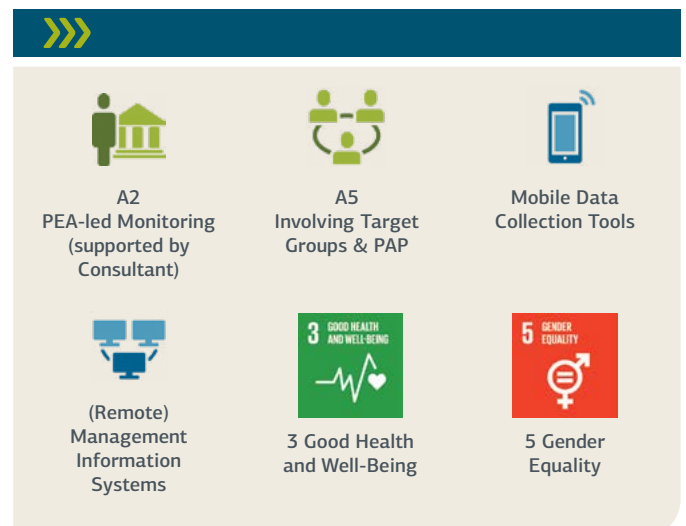 A2
PEA-led Monitoring
(supported by
Consultant)
A5
Involving Target
Groups & PAP
Mobile Data
Collection Tools
(Remote)
Management
Information
Systems
3 GOOD HEALTH
AND WELL-BEING
3 Good Health
and Well-Being
5 GENDER
EQUALITY
5 Gender
Equality